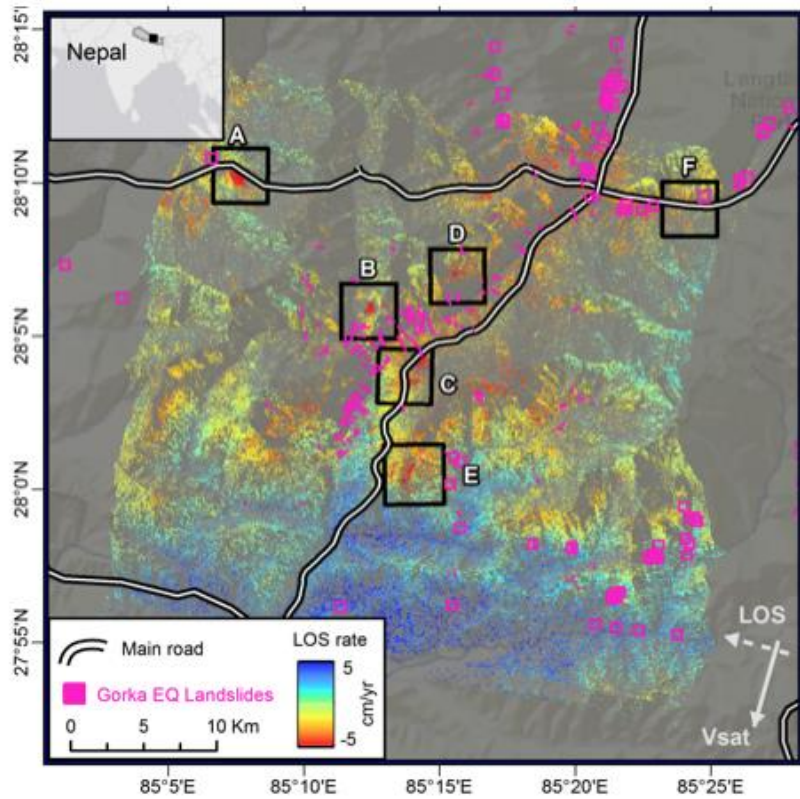 28°15'
Nepal
Langta
Natio
A
28°10'N
F
D
B
28°5'N
C
E
28°0'N
27°55'N
LOS
Main road
LOS rate
5
Gorka EQ Landslides
cm/yr
0 5 10 Km
-5
Vsat
85°5'E 85°10'E 85°15'E 85°20'E 85°25'E